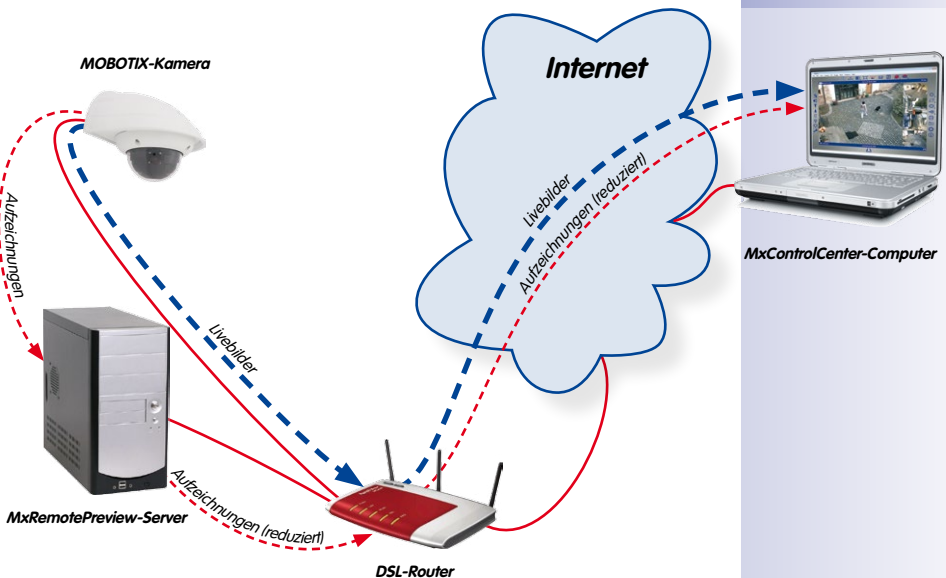 MOBOTIX-Kamera
Internet
Livebilder
Aufzeichnungen (reduziert)
MxControlCenter-Computer
Aufzeichnungen
Livebilder
MxRemotePreview-Server
Aufzeichnungen (reduziert)
DSL-Router